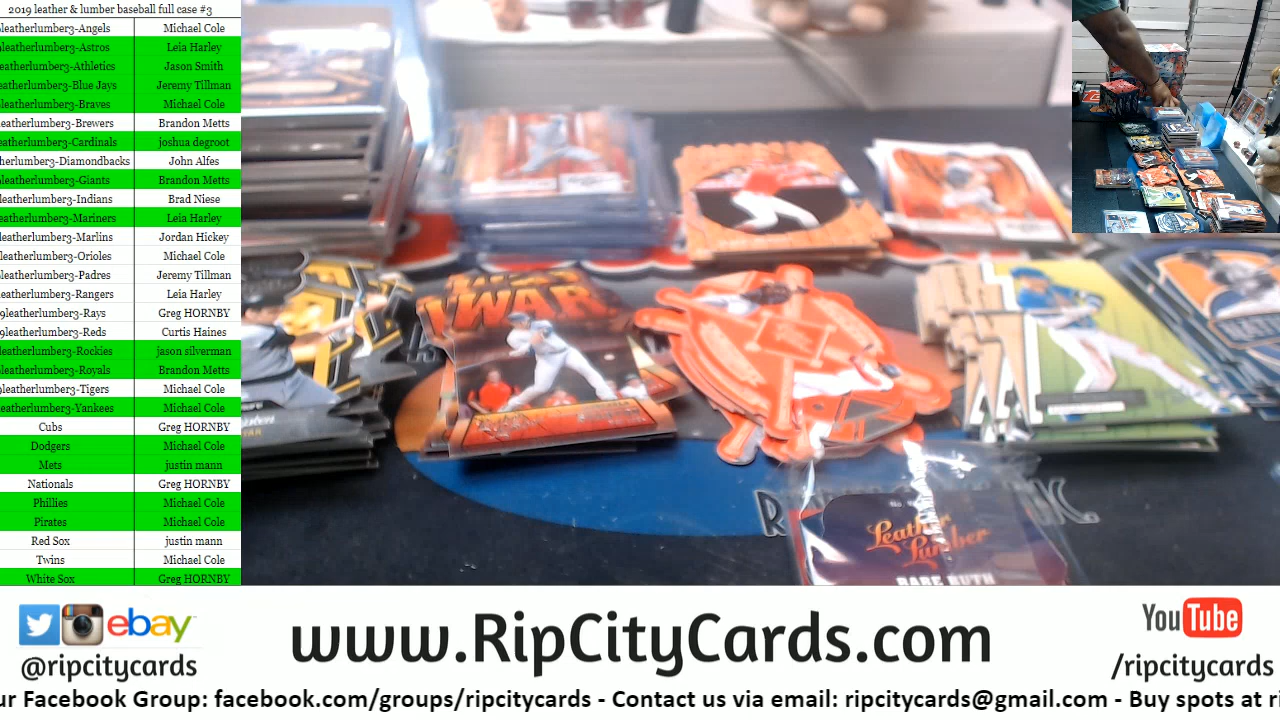 2019 leather & lumber baseball full case #3
leatherlumber3-Angels Michael Cole
leatherlumber3-Astros Leia Harley
leatherlumber3-Athletics Jason Smith
leatherlumber3-Blue Jays Jeremy Tillman
leatherlumber3-Braves Michael Cole
leatherlumber3-Brewers Brandon Metts
eatherlumber3-Cardinals joshua degroot
herlumber3-Diamondbacks John Alfes
leatherlumber3-Giants Brandon Metts
leatherlumber3-Indians Brad Niese
leatherlumber3-Mariners Leia Harley
leatherlumber3-Marlins Jordan Hickey
leatherlumber3-Orioles Michael Cole
leatherlumber3-Padres Jeremy Tillman
leatherlumber3-Rangers Leia Harley
9leatherlumber3-Rays Greg HORNBY
9leatherlumber3-Reds Curtis Haines
leatherlumber3-Rockies jason silverman
leatherlumber3-Royals Brandon Metts
leatherlumber3-Tigers Michael Cole
eatherlumber3-Yankees Michael Cole
Cubs Greg HORNBY
Dodgers Michael Cole
Mets justin mann
Nationals Greg HORNBY
Phillies Michael Cole
Pirates Michael Cole
Red Sox justin mann
Twins Michael Cole
White Sox Greg HORNBY
WAR
Leather
Lumber
BABE RUTH
ebay
@ripcitycards
www.RipCityCards.com
YouTube
/ripcitycards
ur Facebook Group: facebook.com/groups/ripcitycards - Contact us via email: ripcitycards@gmail.com - Buy spots at ri